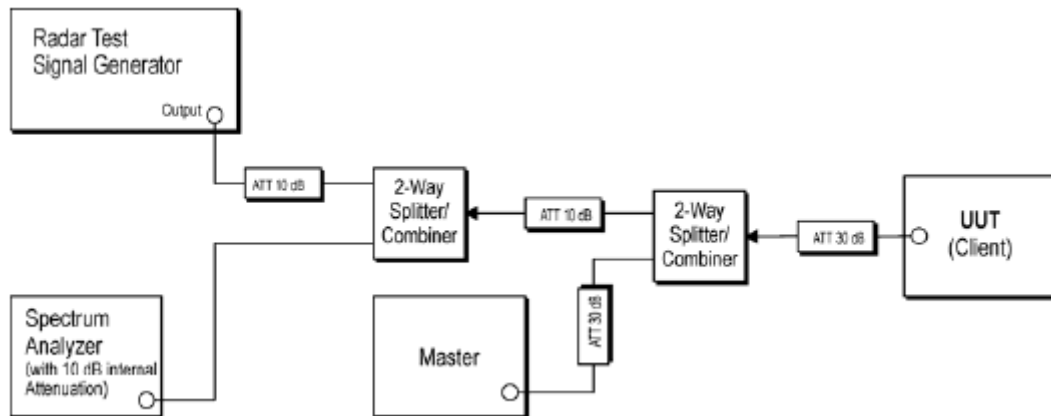 Radar Test
Signal Generator
Output
ATT 10 dB
2-Way
Splitter/
Combiner
ATT 10 dB
2-Way
Splitter/
Combiner
ATT 30 dB
UUT
(Client)
Spectrum
Analyzer
(with 10 dB internal
Attenuation)
Master
ATT 30 dB